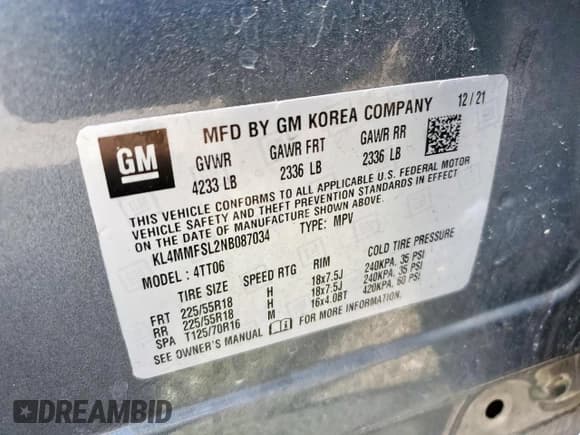 GM
MFD BY GM KOREA COMPANY 12/21
GVWR GAWR FRT GAWR RR
4233 LB 2336 LB 2336 LB
THIS VEHICLE CONFORMS TO ALL APPLICABLE U.S. FEDERAL MOTOR
VEHICLE SAFETY AND THEFT PREVENTION STANDARDS IN EFFECT
ON THE DATE OF MANUFACTURE SHOWN ABOVE.
KL4MMFSL2NB087034 TYPE: MPV
MODEL: 4TT06
TIRE SIZE SPEED RTG RIM COLD TIRE PRESSURE
FRT 225/55R18 H 18x7.5J 240KPA, 35 PSI
RR 225/55R18 H 18x7.5J 240KPA, 35 PSI
SPA T125/70R16 M 16x4.0BT 420KPA, 60 PSI
SEE OWNER'S MANUAL FOR MORE INFORMATION
DREAMBID